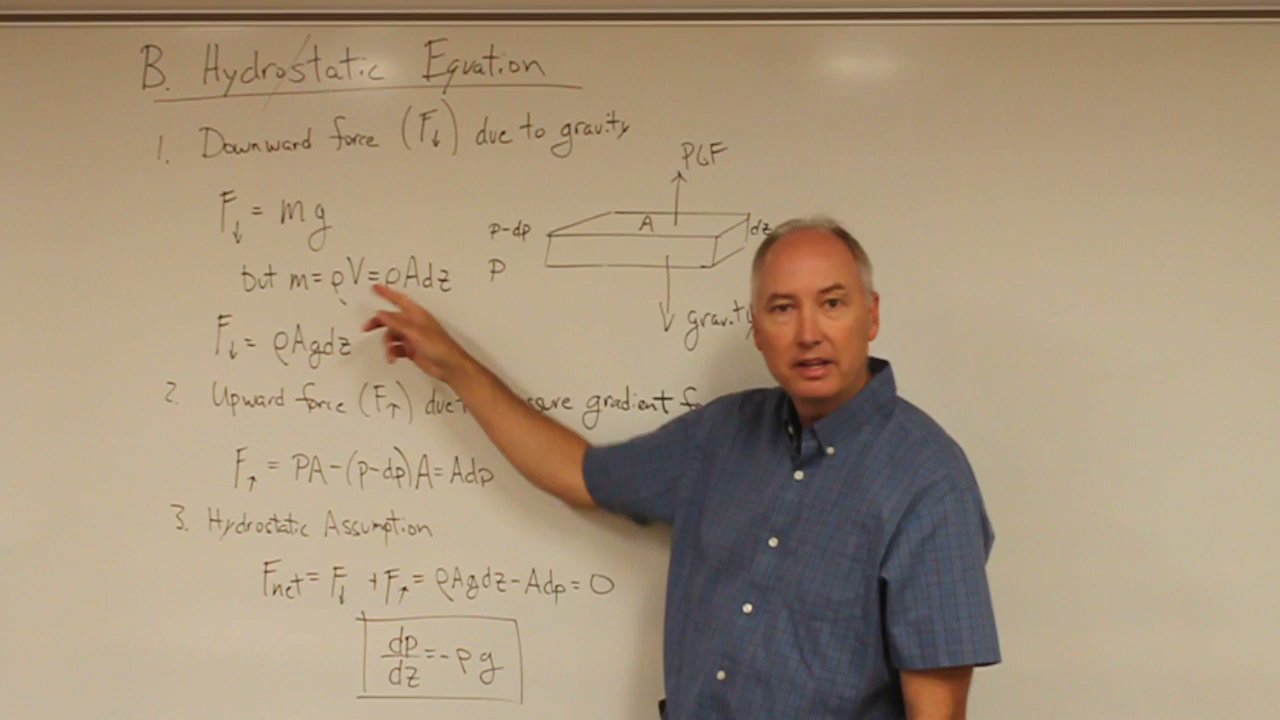 B. Hydrostatic Equation
1. Downward force (F↓) due to gravity
PGF
F↓ = mg
p-dp
A
dz
but m = ρV = ρAdz
P
gravity
F↓ = ρAgdz
2. Upward force (F↑) due gradient
F↑ = PA - (p-dp)A = Adp
3. Hydrostatic Assumption
Fnet = F↓ + F↑ = ρAgdz - Adp = 0
dp/dz = -ρg